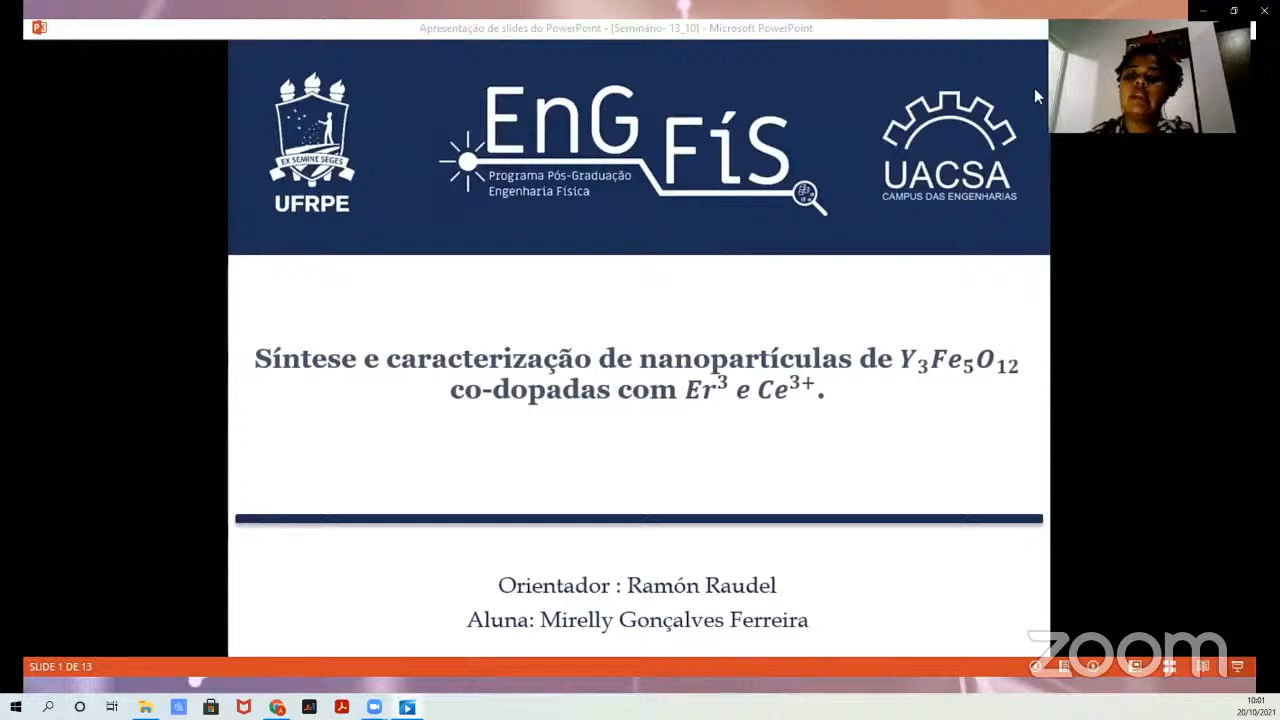 Apresentação de slides do PowerPoint - [Seminário- 13_10] - Microsoft PowerPoint
EX SEMINE SEGES
UFRPE
EnG
FíS
Programa Pós-Graduação
Engenharia Física
UACSA
CAMPUS DAS ENGENHARIAS
Síntese e caracterização de nanopartículas de Y₃Fe₅O₁₂
co-dopadas com Er³ e Ce³⁺.
Orientador : Ramón Raudel
Aluna: Mirelly Gonçalves Ferreira
zoom
SLIDE 1 DE 13
10:01
20/10/2021